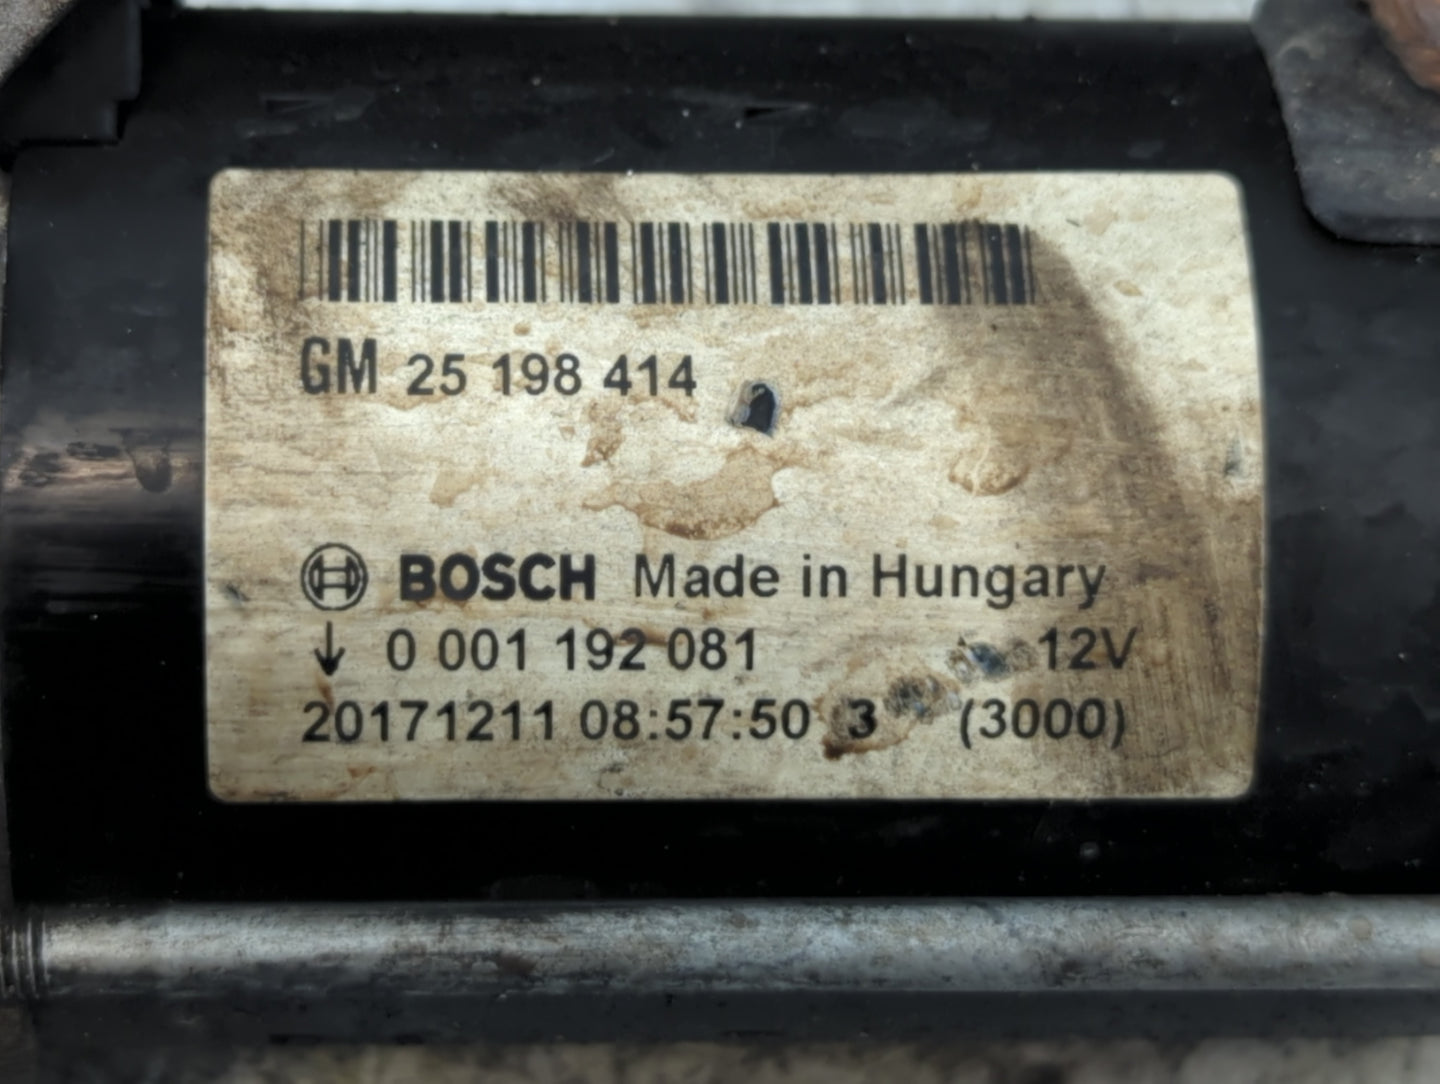 GM 25 198 414
BOSCH Made in Hungary
↓ 0 001 192 081 12V
20171211 08:57:50 3 (3000)